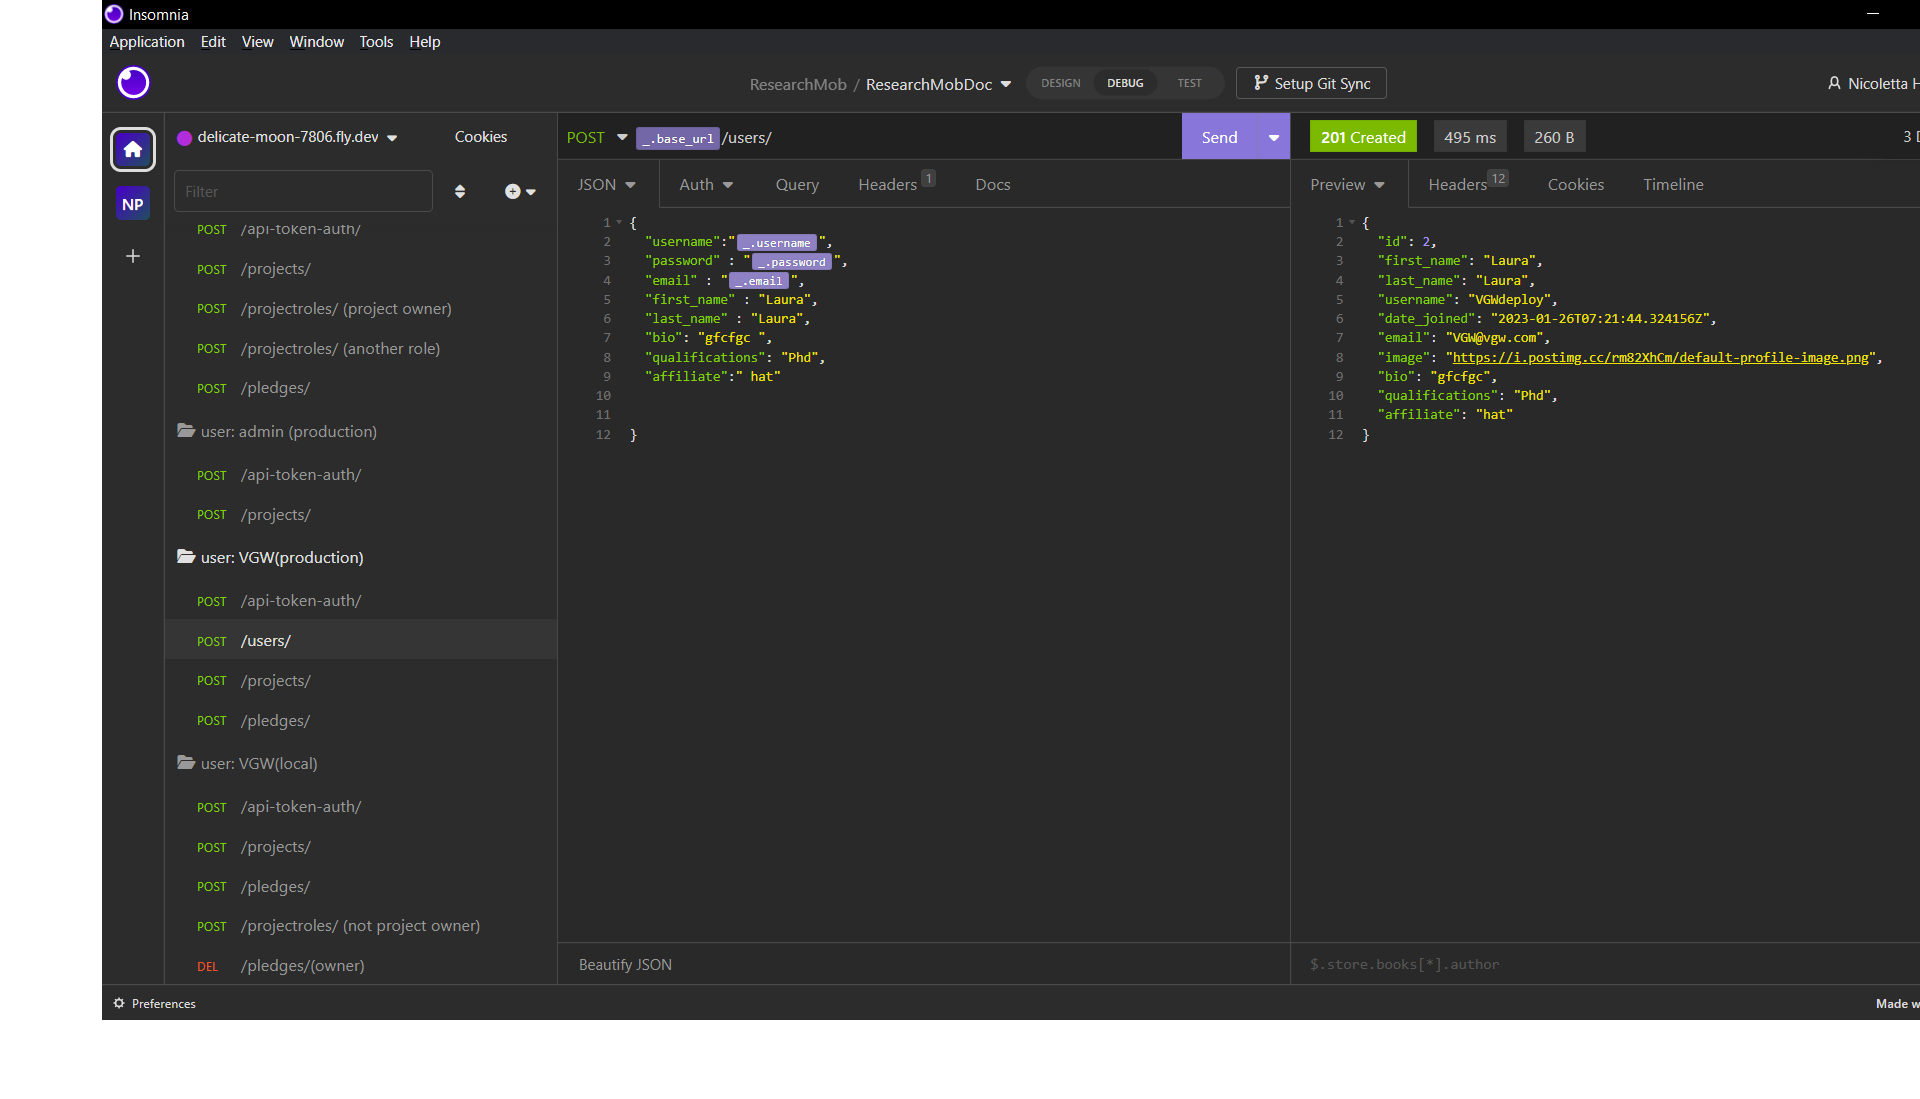 Insomnia
Application Edit View Window Tools Help
ResearchMob / ResearchMobDoc DESIGN DEBUG TEST Setup Git Sync Nicoletta H
delicate-moon-7806.fly.dev Cookies
NP
Filter
POST /api-token-auth/
POST /projects/
POST /projectroles/ (project owner)
POST /projectroles/ (another role)
POST /pledges/
user: admin (production)
POST /api-token-auth/
POST /projects/
user: VGW(production)
POST /api-token-auth/
POST /users/
POST /projects/
POST /pledges/
user: VGW(local)
POST /api-token-auth/
POST /projects/
POST /pledges/
POST /projectroles/ (not project owner)
DEL /pledges/(owner)
POST _.base_url /users/ Send
JSON Auth Query Headers 1 Docs
1 {
2 "username":" _.username ",
3 "password" : " _.password ",
4 "email" : " _.email ",
5 "first_name" : "Laura",
6 "last_name" : "Laura",
7 "bio": "gfcfgc ",
8 "qualifications": "Phd",
9 "affiliate":" hat"
10
11
12 }
Beautify JSON
201 Created 495 ms 260 B 3
Preview Headers 12 Cookies Timeline
1 {
2 "id": 2,
3 "first_name": "Laura",
4 "last_name": "Laura",
5 "username": "VGWdeploy",
6 "date_joined": "2023-01-26T07:21:44.324156Z",
7 "email": "VGW@vgw.com",
8 "image": "https://i.postimg.cc/rm82XhCm/default-profile-image.png",
9 "bio": "gfcfgc",
10 "qualifications": "Phd",
11 "affiliate": "hat"
12 }
$.store.books[*].author
Preferences
Made w